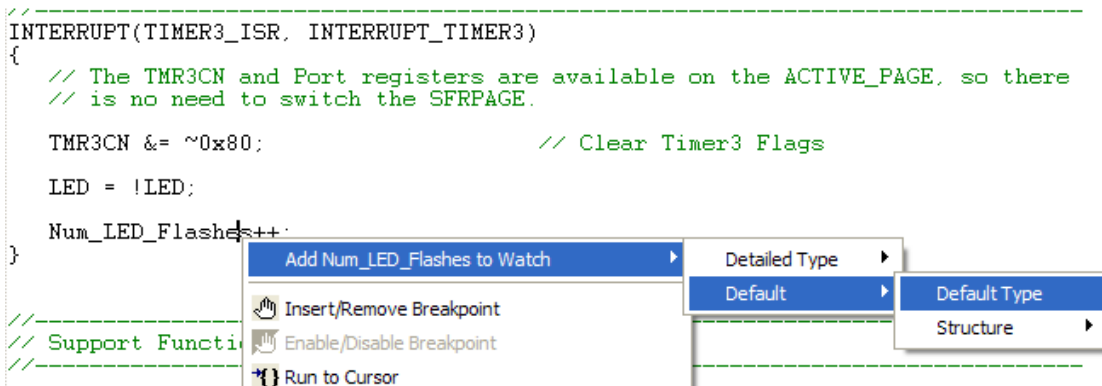 //----------------------------------------------------------------------------
INTERRUPT(TIMER3_ISR, INTERRUPT_TIMER3)
{
// The TMR3CN and Port registers are available on the ACTIVE_PAGE, so there
// is no need to switch the SFRPAGE.
TMR3CN &= ~0x80; // Clear Timer3 Flags
LED = !LED;
Num_LED_Flashes++;
}
Add Num_LED_Flashes to Watch
Detailed Type
Default
Default Type
Structure
Insert/Remove Breakpoint
Enable/Disable Breakpoint
Run to Cursor
//----------------------------------------------------------------------------
// Support Functi
//----------------------------------------------------------------------------